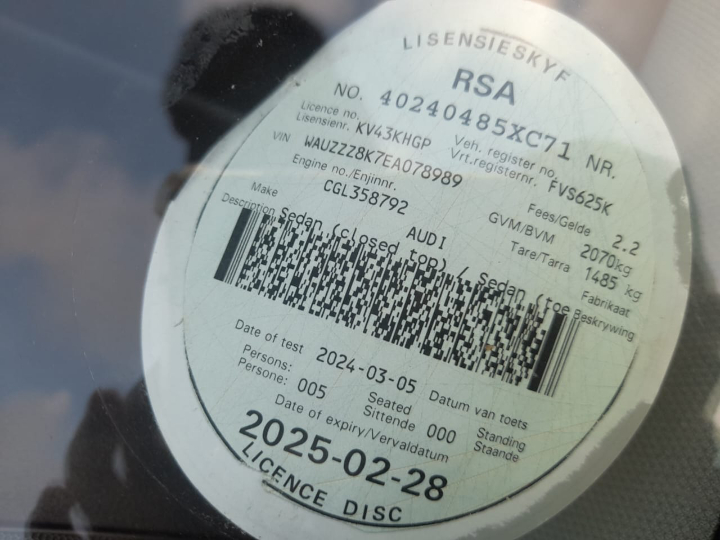 LISENSIESKYF
RSA
NO. 40240485XC71 NR.
Licence no. KV43KHGP Veh. register no. FVS625K
Lisensienr. Vrt.registernr.
VIN WAUZZZ8K7EA078989 Fees/Gelde 2.2
Engine no./Enjinnr. GVM/BVM 2070kg
CGL358792 Tare/Tarra 1485 kg
Make AUDI Fabrikaat
Description Sedan (closed top) / Sedan (toe Beskrywing
Date of test 2024-03-05 Datum van toets
Persons: 005 Seated 000 Standing
Persone: Sittende Staande
Date of expiry/Vervaldatum
2025-02-28
LICENCE DISC